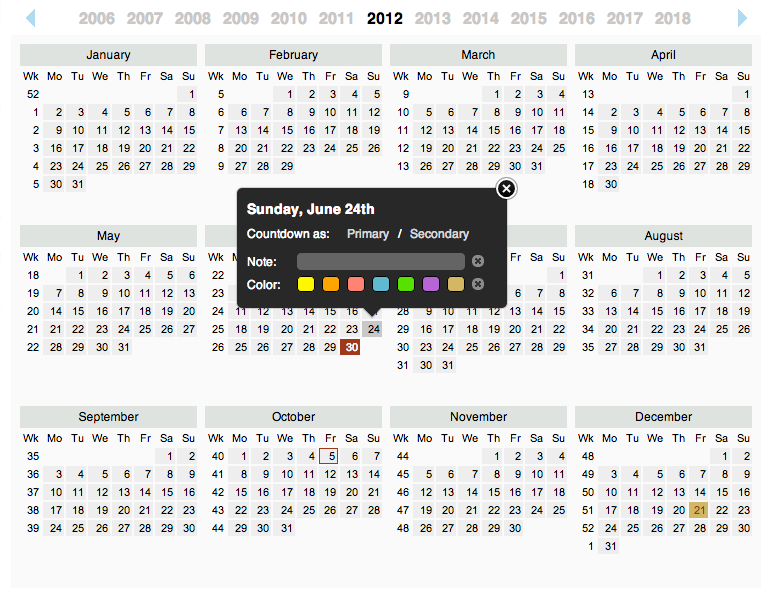 2006 2007 2008 2009 2010 2011 2012 2013 2014 2015 2016 2017 2018
January
Wk Mo Tu We Th Fr Sa Su
52 1
1 2 3 4 5 6 7 8
2 9 10 11 12 13 14 15
3 16 17 18 19 20 21 22
4 23 24 25 26 27 28 29
5 30 31
February
Wk Mo Tu We Th Fr Sa Su
5 1 2 3 4 5
6 6 7 8 9 10 11 12
7 13 14 15 16 17 18 19
8 20 21 22 23 24 25 26
9 27 28 29
March
Wk Mo Tu We Th Fr Sa Su
9 1 2 3 4
10 5 6 7 8 9 10 11
11 12 13 14 15 16 17 18
12 19 20 21 22 23 24 25
13 26 27 28 29 30 31
April
Wk Mo Tu We Th Fr Sa Su
13 1
14 2 3 4 5 6 7 8
15 9 10 11 12 13 14 15
16 16 17 18 19 20 21 22
17 23 24 25 26 27 28 29
18 30
May
Wk Mo Tu We Th Fr Sa Su
18 1 2 3 4 5 6
19 7 8 9 10 11 12 13
20 14 15 16 17 18 19 20
21 21 22 23 24 25 26 27
22 28 29 30 31
Sunday, June 24th
Countdown as: Primary / Secondary
Note:
Color:
Wk
22
23
24 11 12 13 14 15 16
25 18 19 20 21 22 23 24
26 25 26 27 28 29 30
Fr Sa Su
1
6 7 8
28 9 10 11 12 13 14 15
29 16 17 18 19 20 21 22
30 23 24 25 26 27 28 29
31 30 31
August
Wk Mo Tu We Th Fr Sa Su
31 1 2 3 4 5
32 6 7 8 9 10 11 12
33 13 14 15 16 17 18 19
34 20 21 22 23 24 25 26
35 27 28 29 30 31
September
Wk Mo Tu We Th Fr Sa Su
35 1 2
36 3 4 5 6 7 8 9
37 10 11 12 13 14 15 16
38 17 18 19 20 21 22 23
39 24 25 26 27 28 29 30
October
Wk Mo Tu We Th Fr Sa Su
40 1 2 3 4 5 6 7
41 8 9 10 11 12 13 14
42 15 16 17 18 19 20 21
43 22 23 24 25 26 27 28
44 29 30 31
November
Wk Mo Tu We Th Fr Sa Su
44 1 2 3 4
45 5 6 7 8 9 10 11
46 12 13 14 15 16 17 18
47 19 20 21 22 23 24 25
48 26 27 28 29 30
December
Wk Mo Tu We Th Fr Sa Su
48 1 2
49 3 4 5 6 7 8 9
50 10 11 12 13 14 15 16
51 17 18 19 20 21 22 23
52 24 25 26 27 28 29 30
1 31